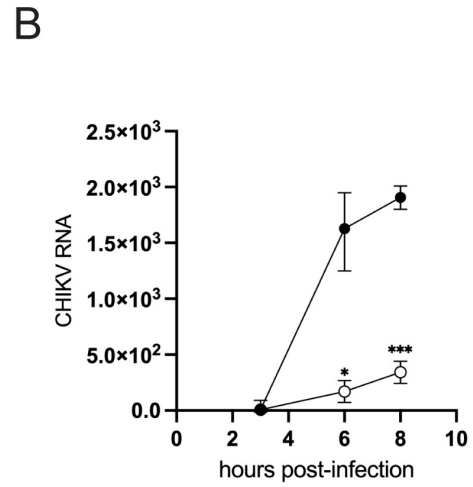 B
2.5×10³
2.0×10³
1.5×10³
1.0×10³
5.0×10²
0.0
CHIKV RNA
*
***
0 2 4 6 8 10
hours post-infection